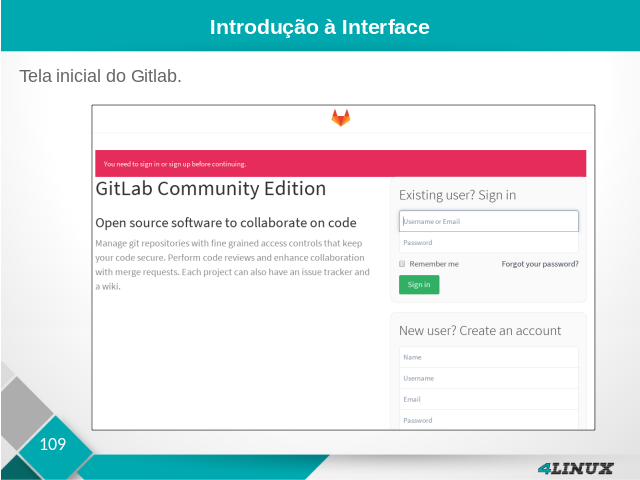 Introdução à Interface
Tela inicial do Gitlab.
You need to sign in or sign up before continuing.
GitLab Community Edition
Open source software to collaborate on code
Manage git repositories with fine grained access controls that keep
your code secure. Perform code reviews and enhance collaboration
with merge requests. Each project can also have an issue tracker and
a wiki.
Existing user? Sign in
Username or Email
Password
Remember me
Forgot your password?
Sign in
New user? Create an account
Name
Username
Email
Password
109
4LINUX